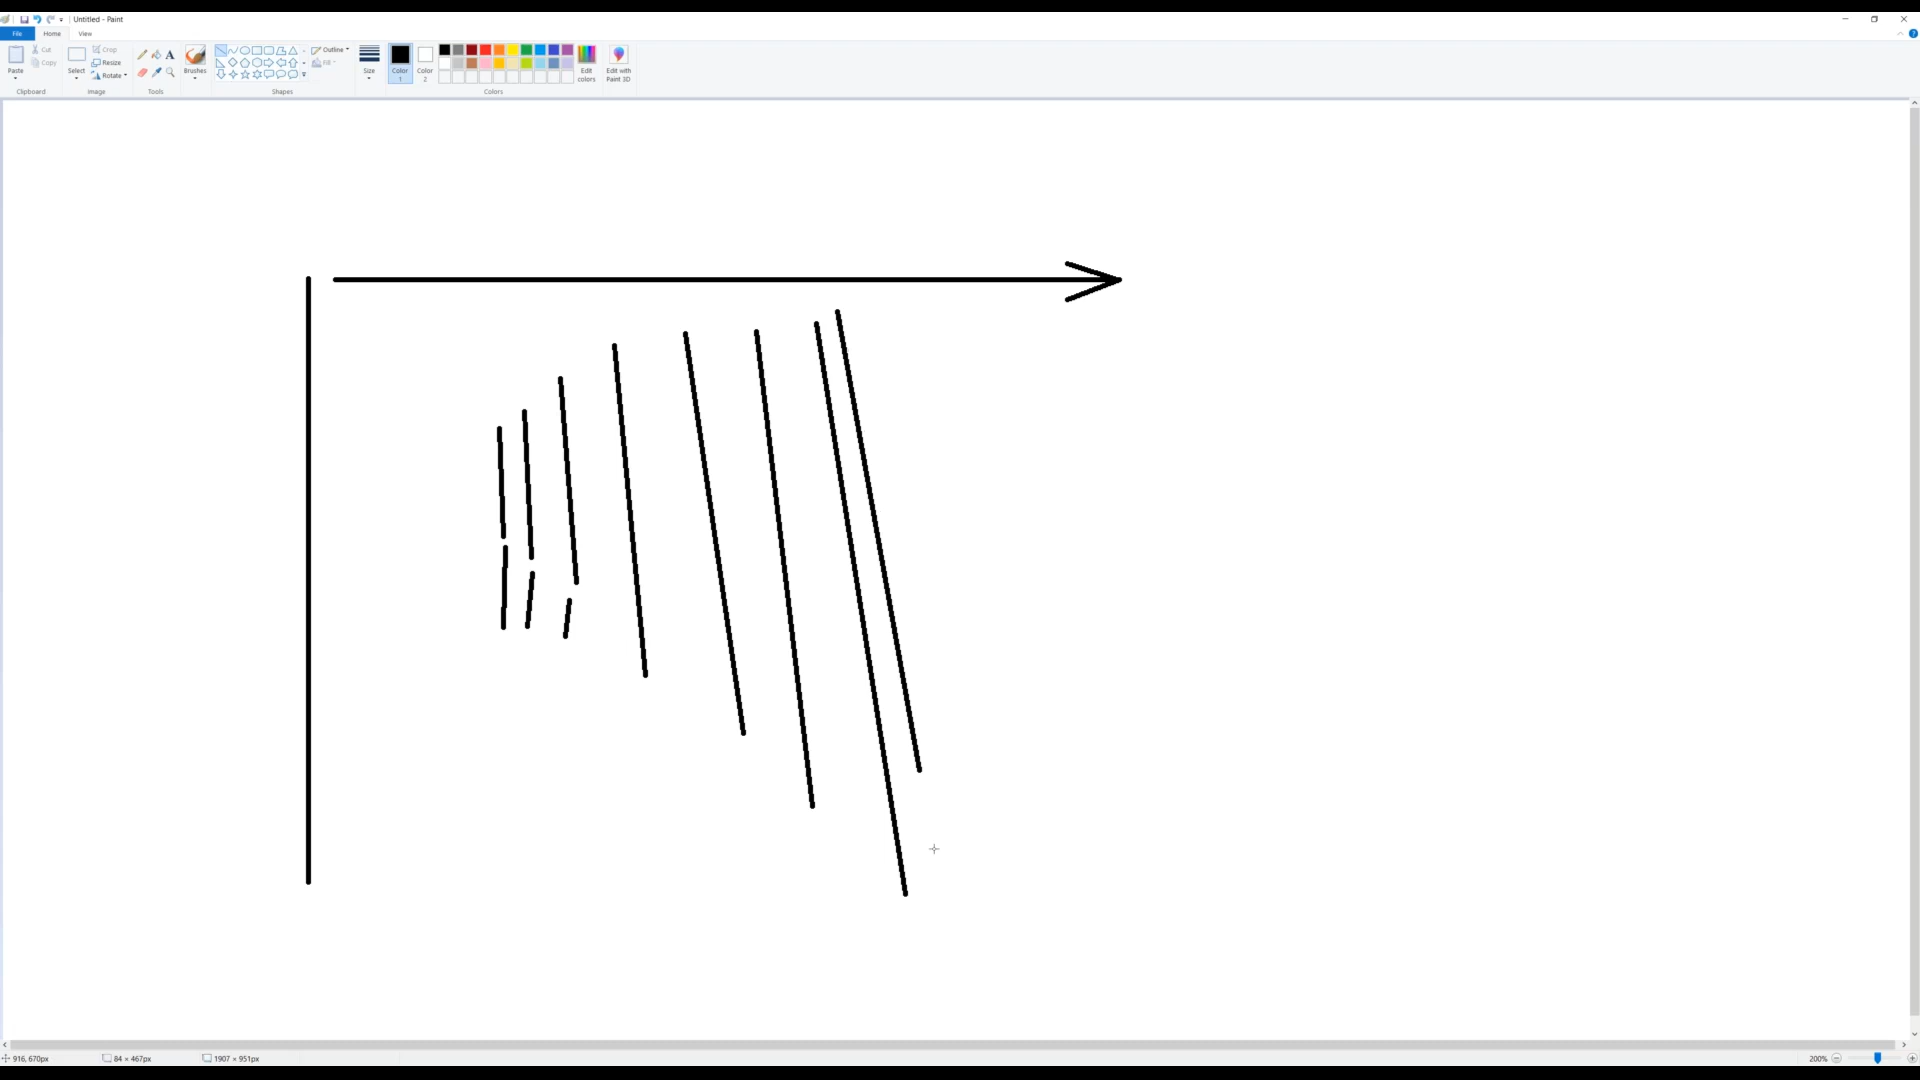 Untitled - Paint
File Home View
Cut Crop Outline
Paste Copy Select Resize Fill Brushes Size Color 1 Color 2 Edit colors Edit with Paint 3D
Rotate
Clipboard Image Tools Shapes Colors
916, 670px 84 × 467px 1907 × 951px 200%